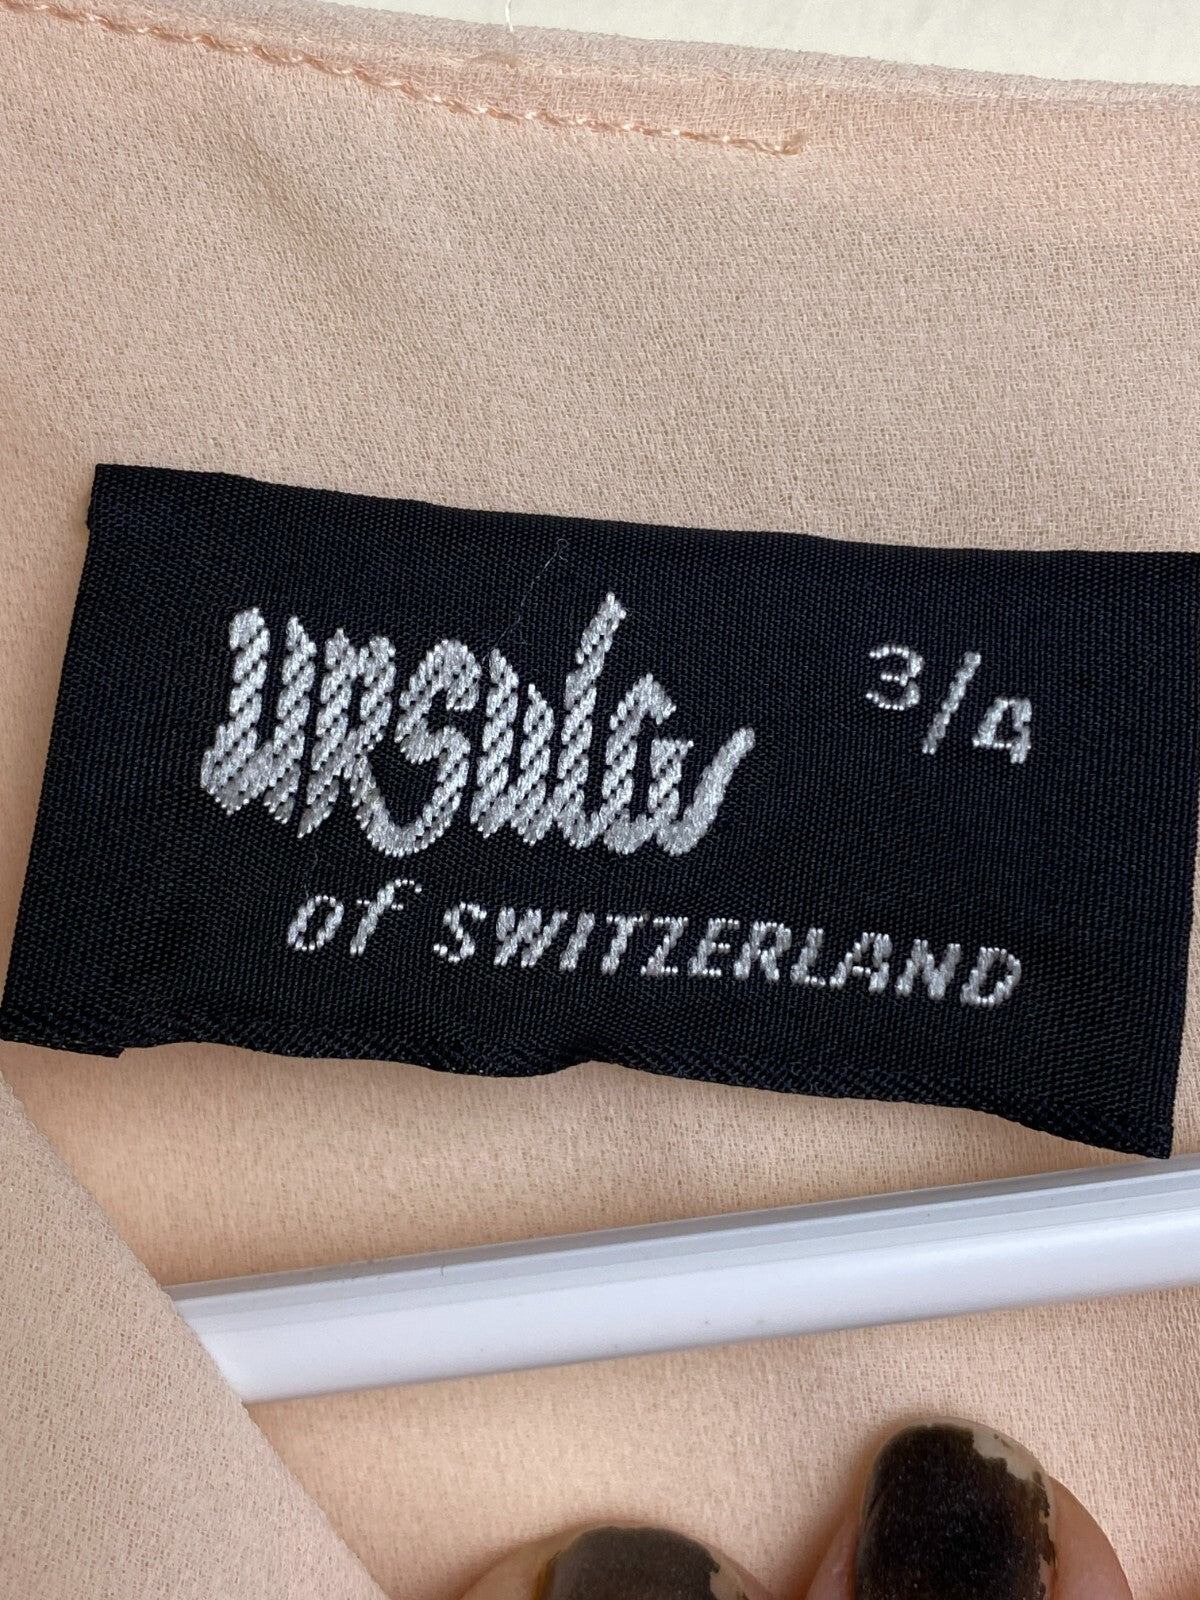 ursula 3/4
of SWITZERLAND